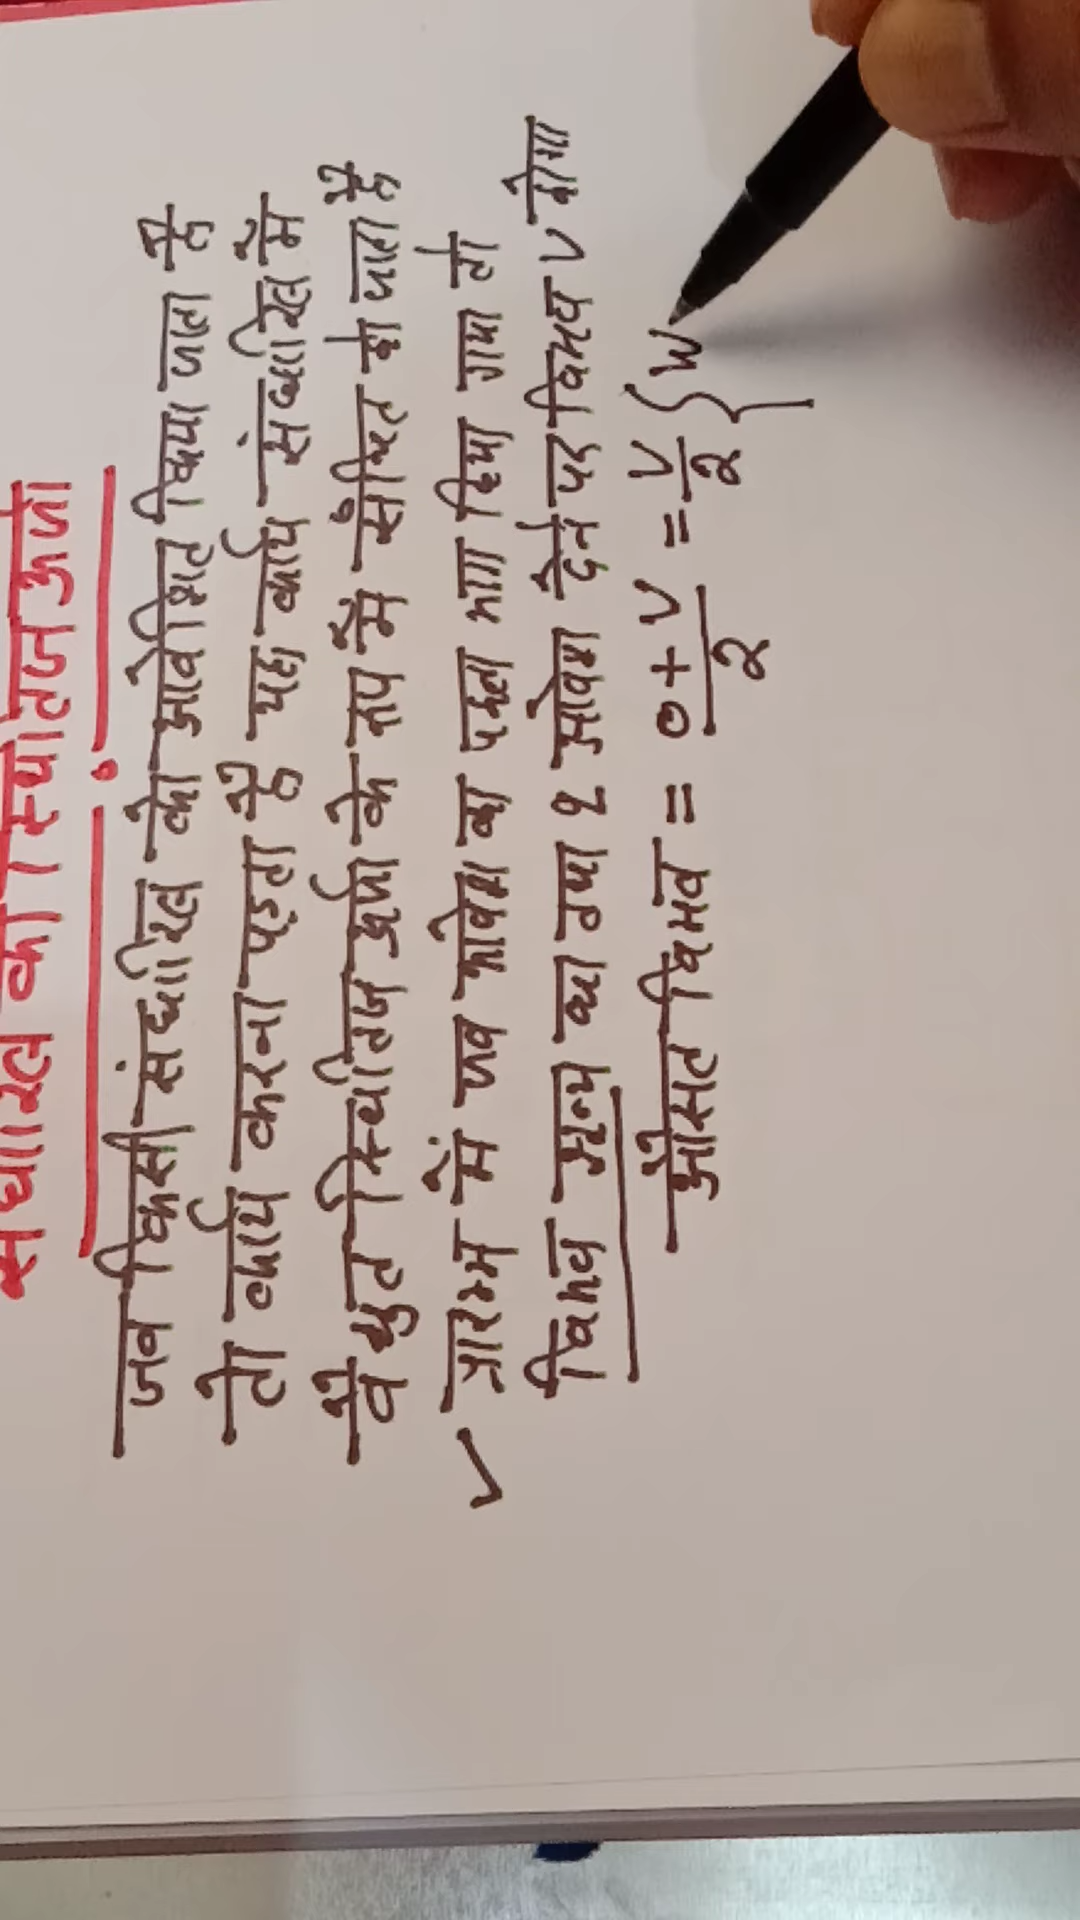 संधारित्र की स्थितिज ऊर्जा
जब किसी संधारित्र को आवेशित किया जाता है
तो कार्य करना पड़ता है यह कार्य संधारित्र में
वैद्युत स्थितिज ऊर्जा के रूप में संचित हो जाता है
✓ प्रारम्भ में जब आवेश का पहला भाग दिया गया तो
विभव शून्य था तथा q आवेश देने पर विभव V होगा
औसत विभव = 0+V/2 = V/2 { W